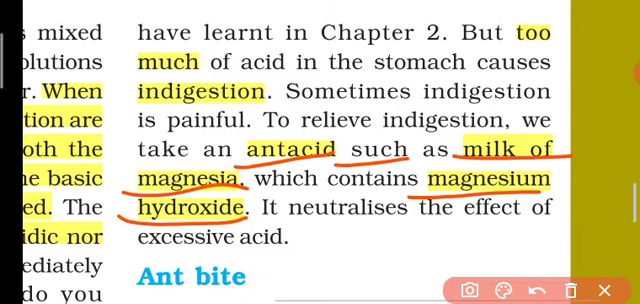 s mixed
olutions
r. When
tion are
oth the
ne basic
ed. The
idic nor
ediately
do you
have learnt in Chapter 2. But too
much of acid in the stomach causes
indigestion. Sometimes indigestion
is painful. To relieve indigestion, we
take an antacid such as milk of
magnesia, which contains magnesium
hydroxide. It neutralises the effect of
excessive acid.
Ant bite